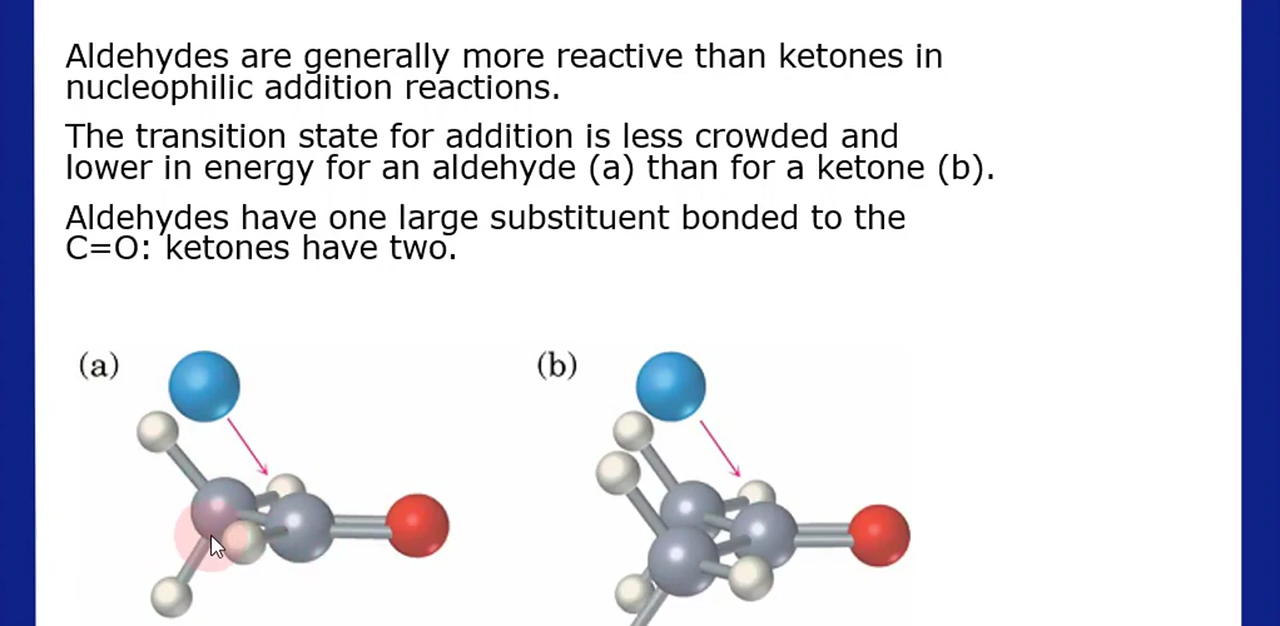 Aldehydes are generally more reactive than ketones in
nucleophilic addition reactions.
The transition state for addition is less crowded and
lower in energy for an aldehyde (a) than for a ketone (b).
Aldehydes have one large substituent bonded to the
C=O: ketones have two.
(a)
(b)